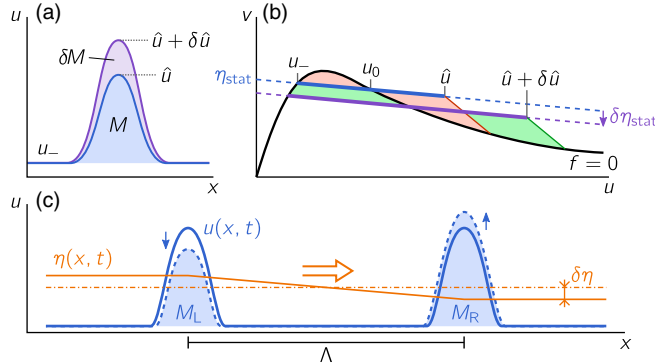 u
(a)
û + δû
δM
û
M
u₋
x
v
(b)
u₋
u₀
û
û + δû
η_stat
δη_stat
f = 0
u
u
(c)
u(x, t)
η(x, t)
δη
M_L
M_R
Λ
x